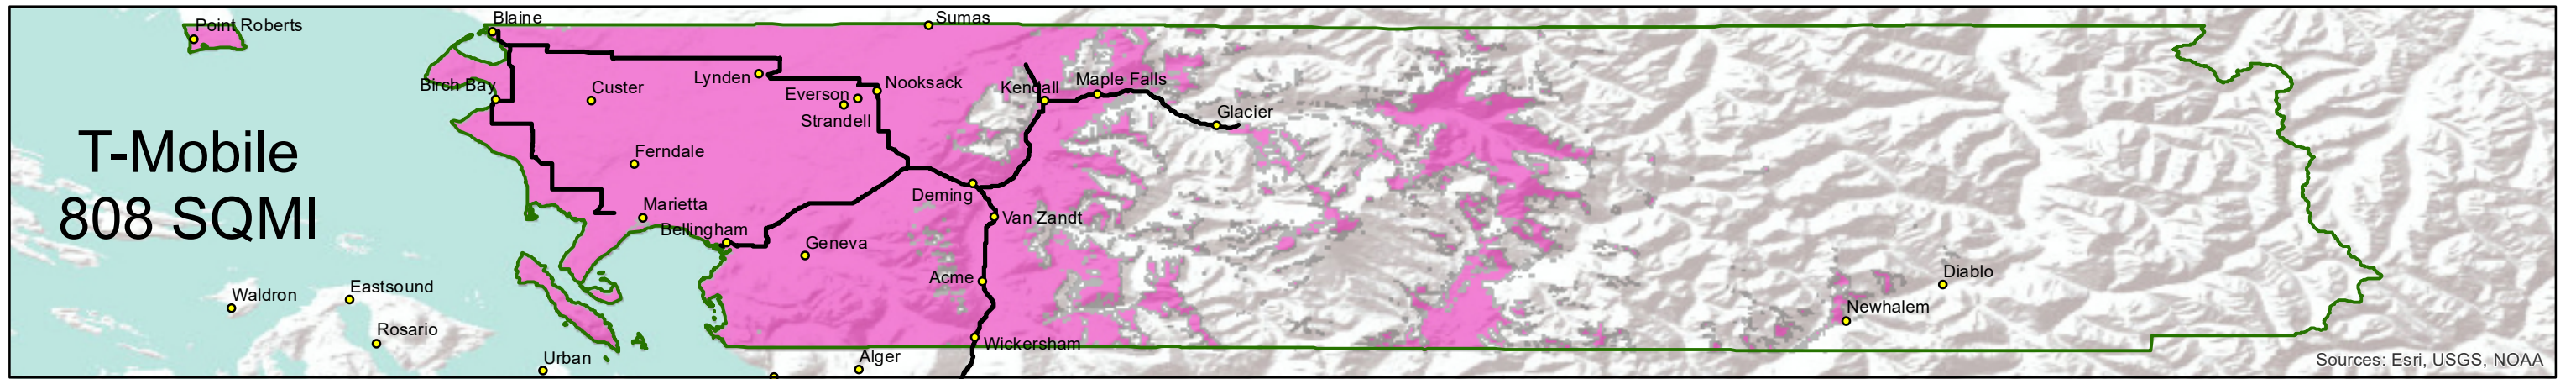 Point Roberts
Blaine
Sumas
Birch Bay
Custer
Lynden
Nooksack
Everson
Strandell
Kendall
Maple Falls
Glacier
T-Mobile
808 SQMI
Ferndale
Marietta
Bellingham
Deming
Van Zandt
Geneva
Acme
Diablo
Newhalem
Waldron
Eastsound
Rosario
Urban
Alger
Wickersham
Sources: Esri, USGS, NOAA